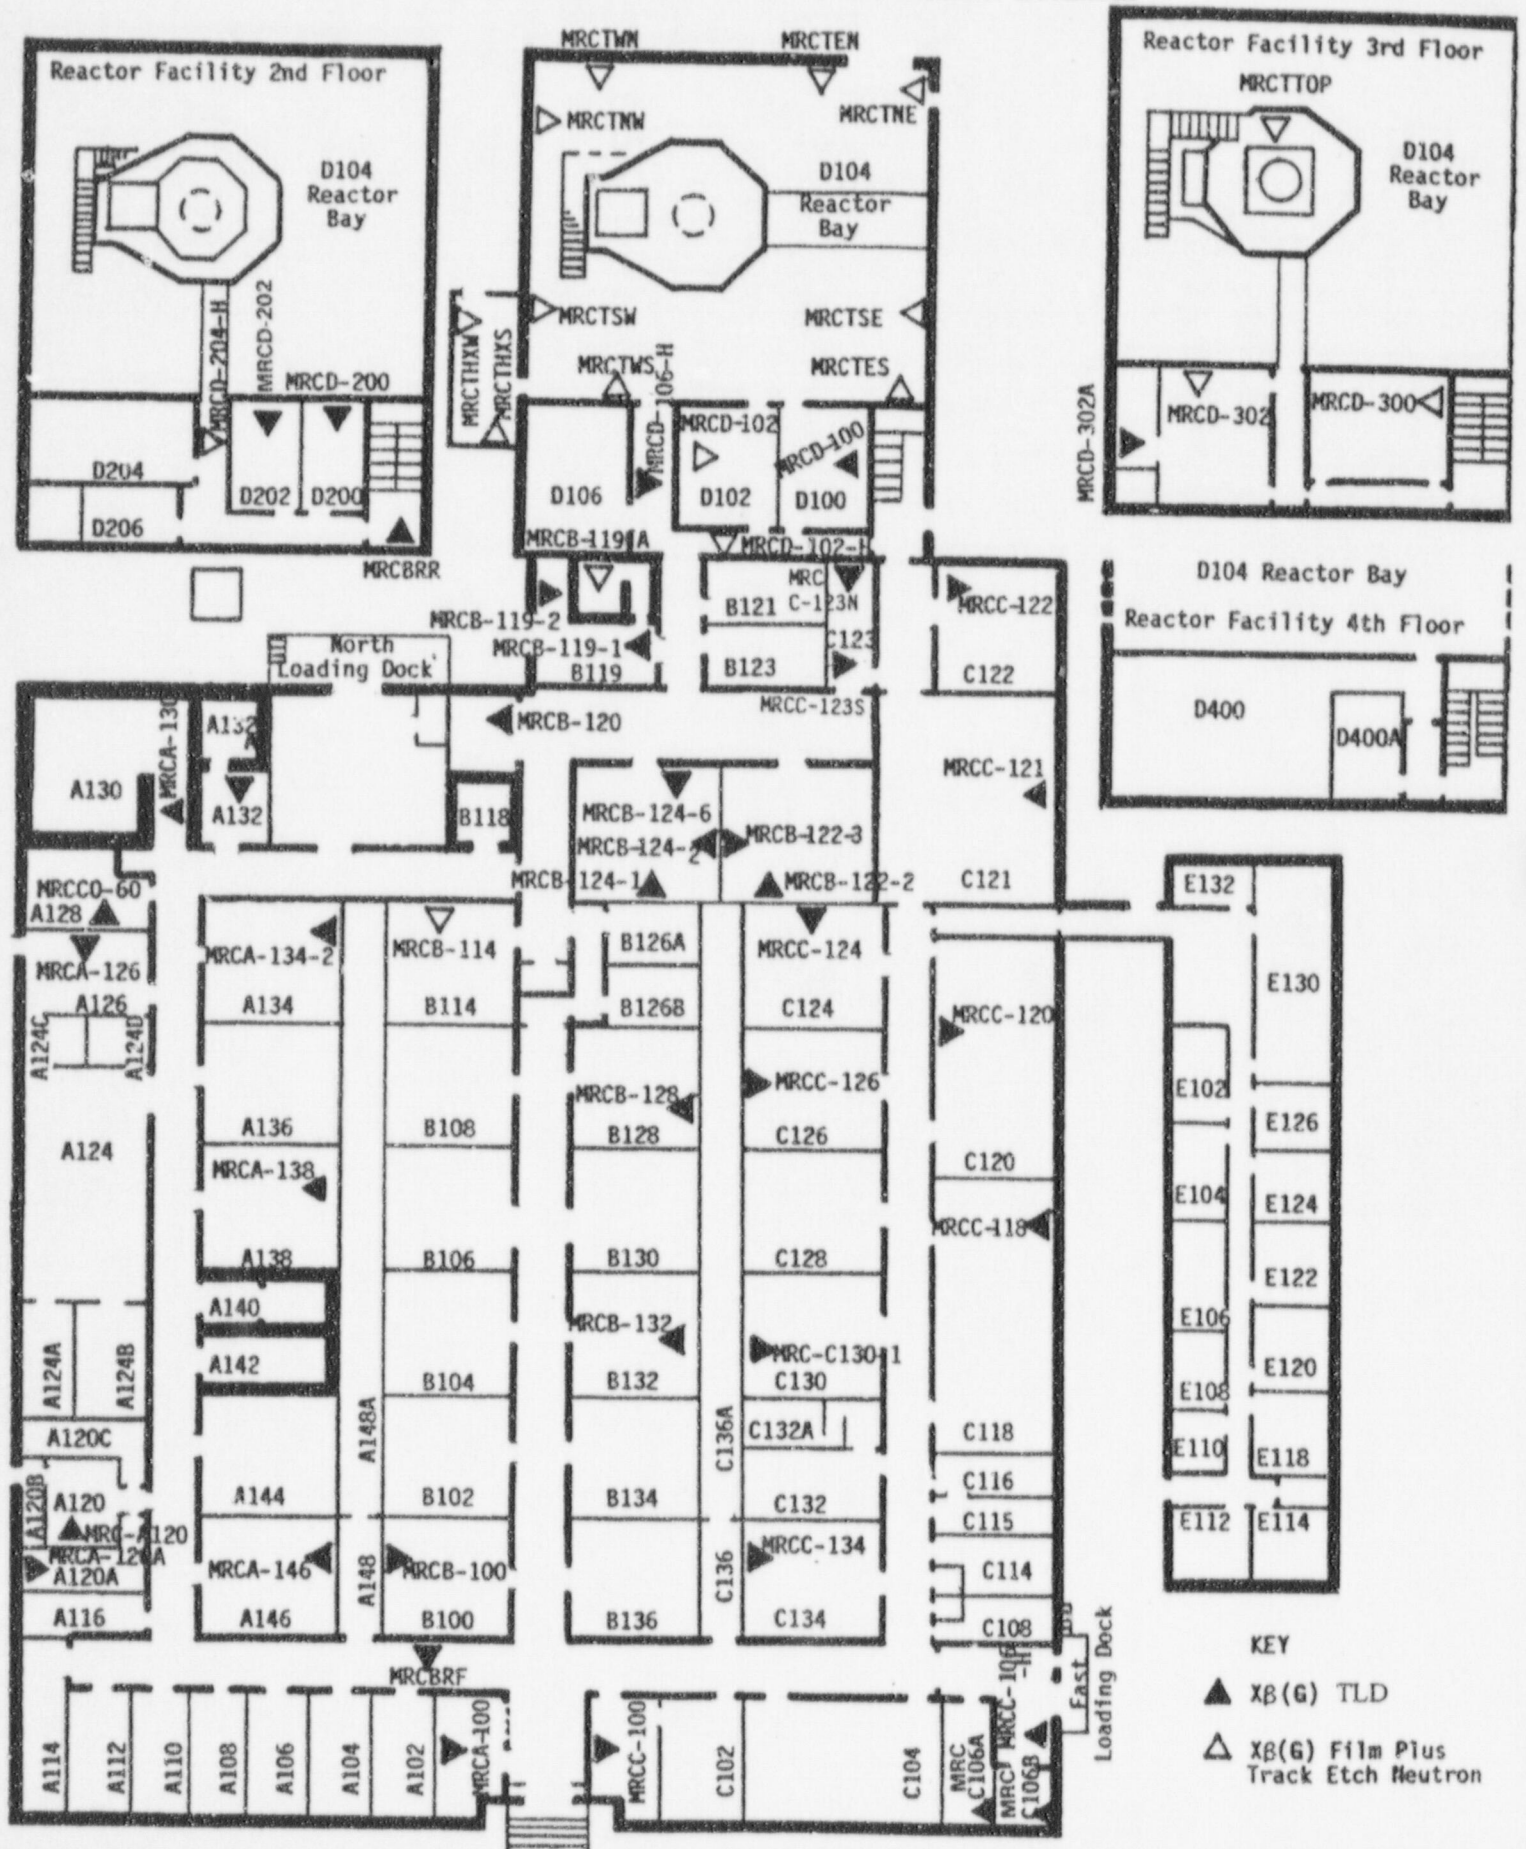 Reactor Facility 2nd Floor
D104
Reactor
Bay
MRCD-204-H
MRCD-202
MRCD-200
D204
D202
D200
D206
MRCBRR
MRCTWN
MRCTEN
MRCTNW
MRCTNE
D104
Reactor
Bay
MRCTSW
MRCTSE
MRCTHXW
MRCTHXS
MRCTWS
MRCD-106-H
MRCTES
MRCD-102
MRCD-100
D106
D102
D100
MRCB-119-A
MRCD-102-H
Reactor Facility 3rd Floor
MRCTTOP
D104
Reactor
Bay
MRCD-302A
MRCD-302
MRCD-300
D104 Reactor Bay
Reactor Facility 4th Floor
D400
D400A
MRCB-119-2
MRCB-119-1
B119
B121
MRC
C-123N
C123
B123
MRCC-122
C122
MRCC-123S
North
Loading Dock
MRCB-120
A130
MRCA-130
A132
A
A132
B118
MRCB-124-6
MRCB-124-2
MRCB-122-3
MRCB-124-1
MRCB-122-2
MRCC-121
C121
MRCCO-60
A128
MRCA-126
A126
A124C
A124D
A124
A124A
A124B
A120C
A120B
A120
MRC-A120
MRCA-120A
A120A
A116
MRCA-134-2
A134
A136
MRCA-138
A138
A140
A142
A144
MRCA-146
A146
A148A
A148
MRCB-114
B114
B108
B106
B104
B102
MRCB-100
B100
MRCBRF
B126A
B126B
MRCB-128
B128
B130
MRCB-132
B132
B134
B136
C136A
C136
MRCC-124
C124
MRCC-126
C126
C128
MRC-C130-1
C130
C132A
C132
MRCC-134
C134
MRCC-120
C120
MRCC-118
C118
C116
C115
C114
C108
MRCC-106
-H
East
Loading Dock
A114
A112
A110
A108
A106
A104
A102
MRCA-100
MRCC-100
C102
C104
MRC
C106A
MRC
C106B
E132
E130
E102
E126
E104
E124
E122
E106
E120
E108
E110
E118
E112
E114
KEY
Xβ(G) TLD
Xβ(G) Film Plus
Track Etch Neutron